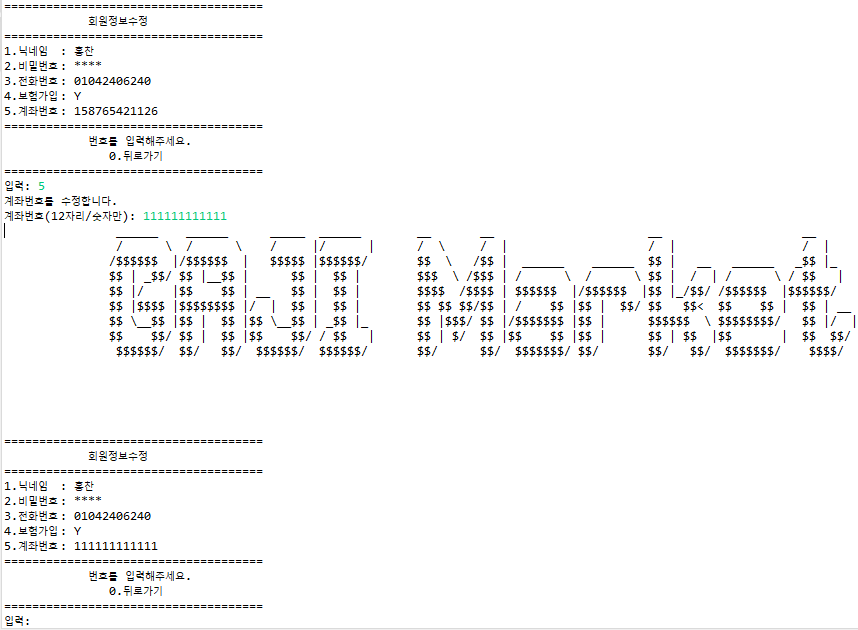 =====================================
회원정보수정
=====================================
1.닉네임 : 홍찬
2.비밀번호: ****
3.전화번호: 01042406240
4.보험가입: Y
5.계좌번호: 158765421126
=====================================
번호를 입력해주세요.
0.뒤로가기
=====================================
입력: 5
계좌번호를 수정합니다.
계좌번호(12자리/숫자만): 111111111111
GAJI Market
=====================================
회원정보수정
=====================================
1.닉네임 : 홍찬
2.비밀번호: ****
3.전화번호: 01042406240
4.보험가입: Y
5.계좌번호: 111111111111
=====================================
번호를 입력해주세요.
0.뒤로가기
=====================================
입력: